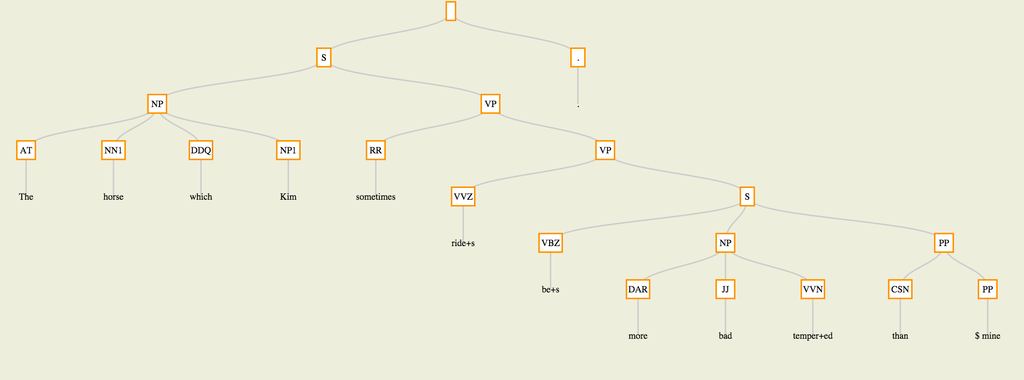 S .
NP VP .
AT NN1 DDQ NP1 RR VP
The horse which Kim sometimes VVZ S
ride+s VBZ NP PP
be+s DAR JJ VVN CSN PP
more bad temper+ed than $ mine